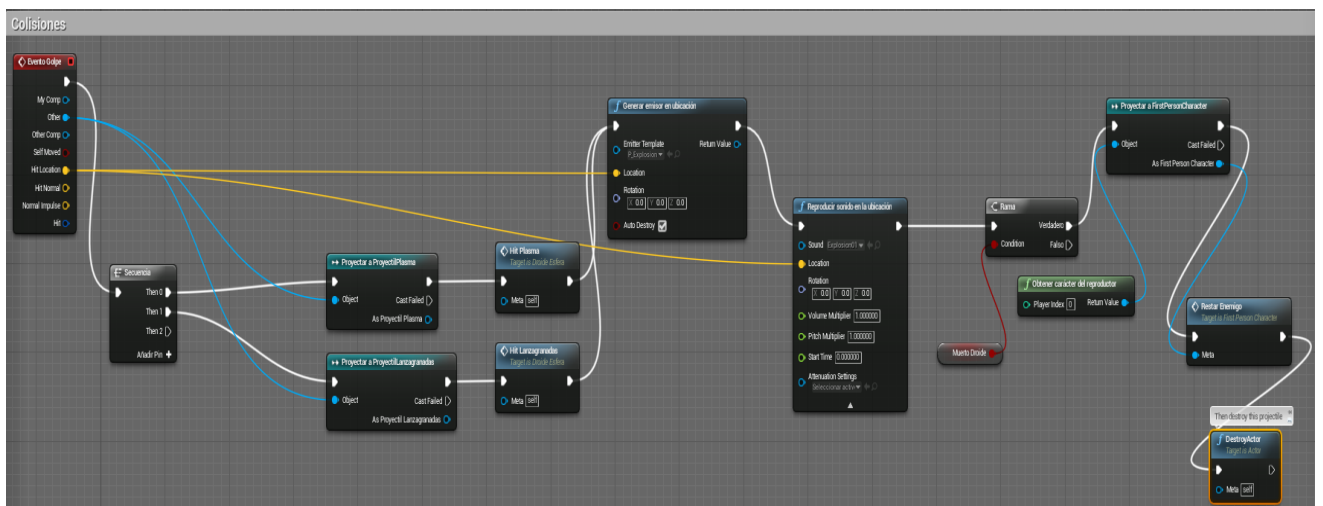 Colisiones
Evento Golpe
My Comp
Other
Other Comp
Self Moved
Hit Location
Hit Normal
Normal Impulse
Hit
Secuencia
Then 0
Then 1
Then 2
Añadir Pin +
Proyectar a ProyectilPlasma
Object
Cast Failed
As Proyectil Plasma
Proyectar a ProyectilLanzagranadas
Object
Cast Failed
As Proyectil Lanzagranadas
Hit Plasma
Target is Droide Esfera
Meta self
Hit Lanzagranadas
Target is Droide Esfera
Meta self
Generar emisor en ubicación
Emitter Template
P_Explosion
Return Value
Location
Rotation
X 0.0 Y 0.0 Z 0.0
Auto Destroy
Reproducir sonido en la ubicación
Sound Explosion01
Location
Rotation
X 0.0 Y 0.0 Z 0.0
Volume Multiplier 1.000000
Pitch Multiplier 1.000000
Start Time 0.000000
Attenuation Settings
Seleccionar activo
Rama
Verdadero
Condition
Falso
Obtener carácter del reproductor
Player Index 0
Return Value
Muerto Droide
Proyectar a FirstPersonCharacter
Object
Cast Failed
As First Person Character
Restar Enemigo
Target is First Person Character
Meta
Then destroy this projectile
DestroyActor
Target is Actor
Meta self